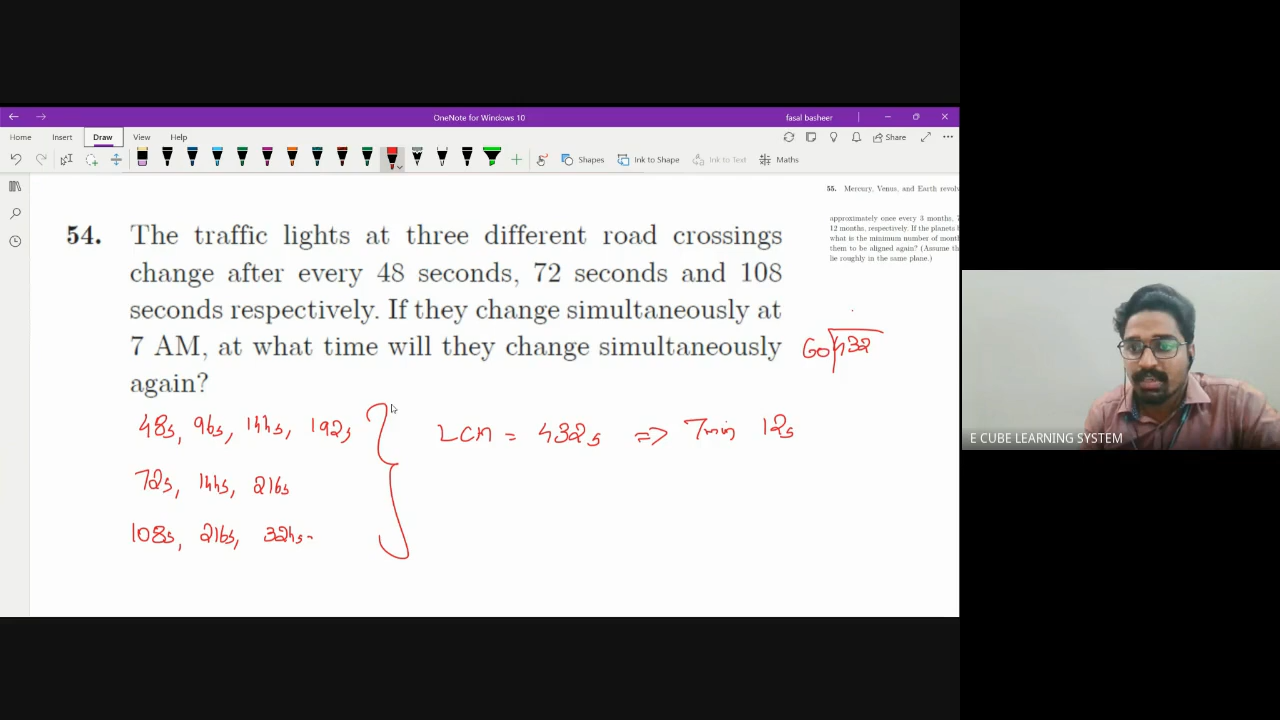 OneNote for Windows 10
fasal basheer
Home Insert Draw View Help
Share
Shapes Ink to Shape Ink to Text Maths
55. Mercury, Venus, and Earth revol
approximately once every 3 months, 7
12 months, respectively. If the planets
what is the minimum number of month
them to be aligned again? (Assume th
lie roughly in the same plane.)
54. The traffic lights at three different road crossings
change after every 48 seconds, 72 seconds and 108
seconds respectively. If they change simultaneously at
7 AM, at what time will they change simultaneously
again?
60)432
48s, 96s, 144s, 192s
LCM = 432s => 7min 12s
72s, 144s, 216s
108s, 216s, 324s
E CUBE LEARNING SYSTEM